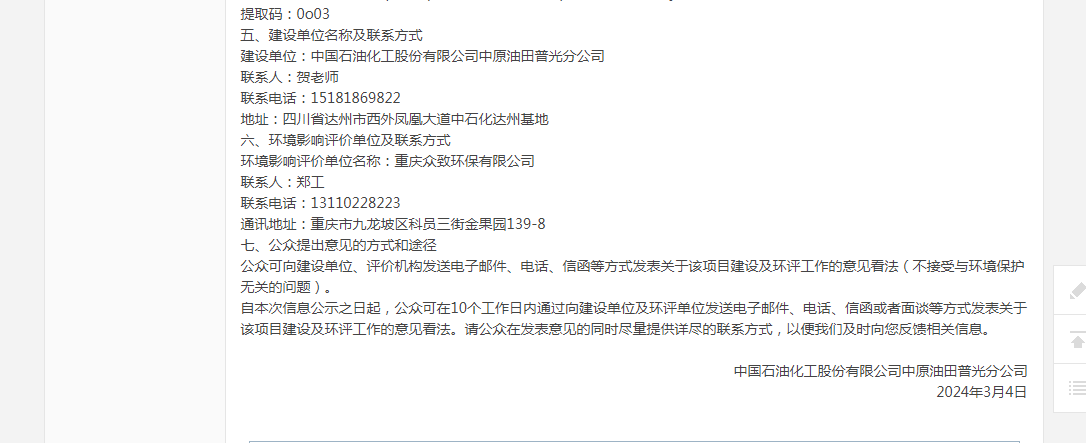 提取码：0o03
五、建设单位名称及联系方式
建设单位：中国石油化工股份有限公司中原油田普光分公司
联系人：贺老师
联系电话：15181869822
地址：四川省达州市西外凤凰大道中石化达州基地
六、环境影响评价单位及联系方式
环境影响评价单位名称：重庆众致环保有限公司
联系人：郑工
联系电话：13110228223
通讯地址：重庆市九龙坡区科员三街金果园139-8
七、公众提出意见的方式和途径
公众可向建设单位、评价机构发送电子邮件、电话、信函等方式发表关于该项目建设及环评工作的意见看法（不接受与环境保护
无关的问题）。
自本次信息公示之日起，公众可在10个工作日内通过向建设单位及环评单位发送电子邮件、电话、信函或者面谈等方式发表关于
该项目建设及环评工作的意见看法。请公众在发表意见的同时尽量提供详尽的联系方式，以便我们及时向您反馈相关信息。
中国石油化工股份有限公司中原油田普光分公司
2024年3月4日